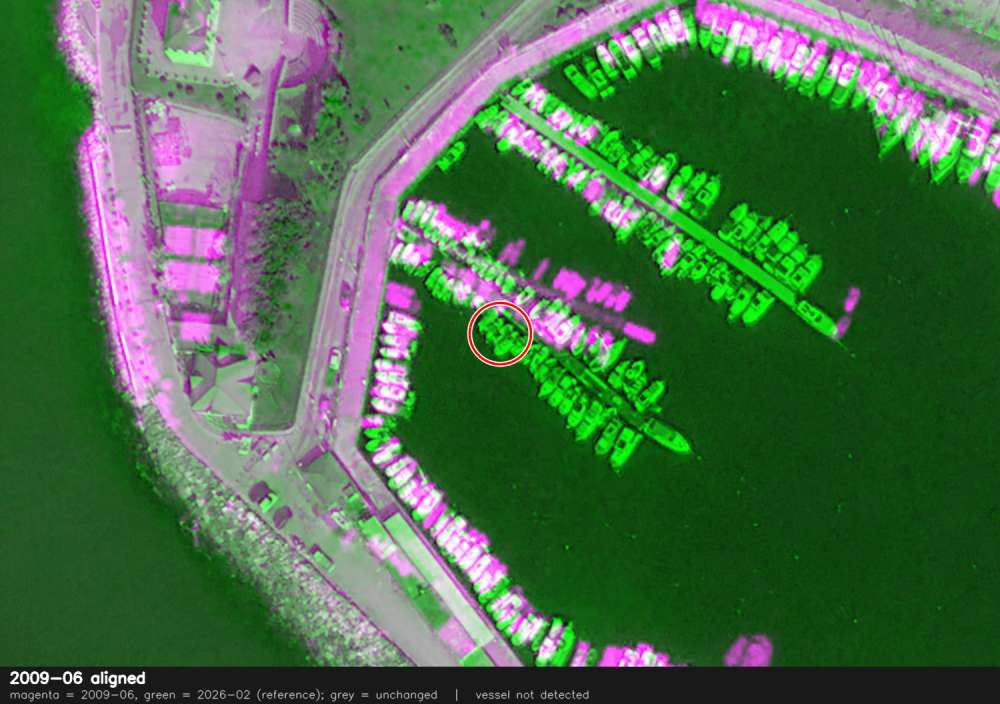 2009-06 aligned
magenta = 2009-06, green = 2026-02 (reference); grey = unchanged | vessel not detected